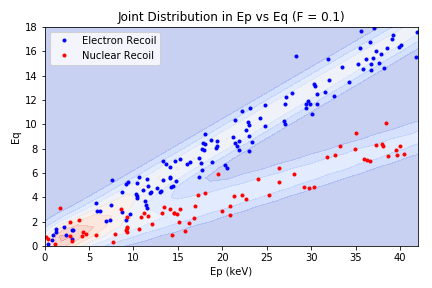 Joint Distribution in Ep vs Eq (F = 0.1)
Electron Recoil
Nuclear Recoil
Eq
18
16
14
12
10
8
6
4
2
0
0 5 10 15 20 25 30 35 40
Ep (keV)